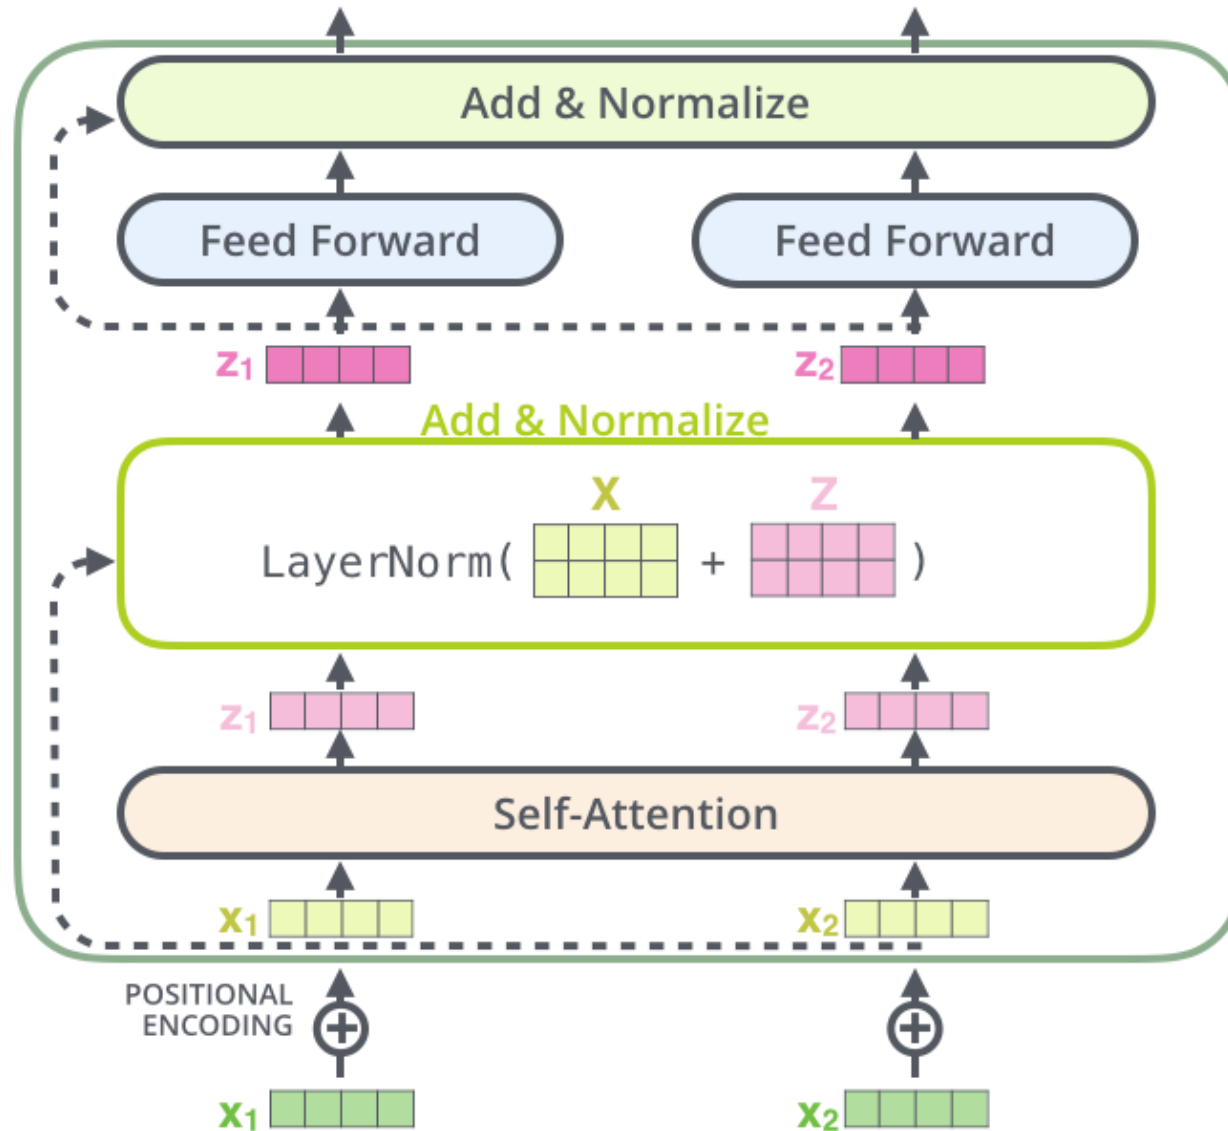 Add & Normalize
Feed Forward Feed Forward
z1 z2
Add & Normalize
X Z
LayerNorm( + )
z1 z2
Self-Attention
x1 x2
POSITIONAL
ENCODING
x1 x2